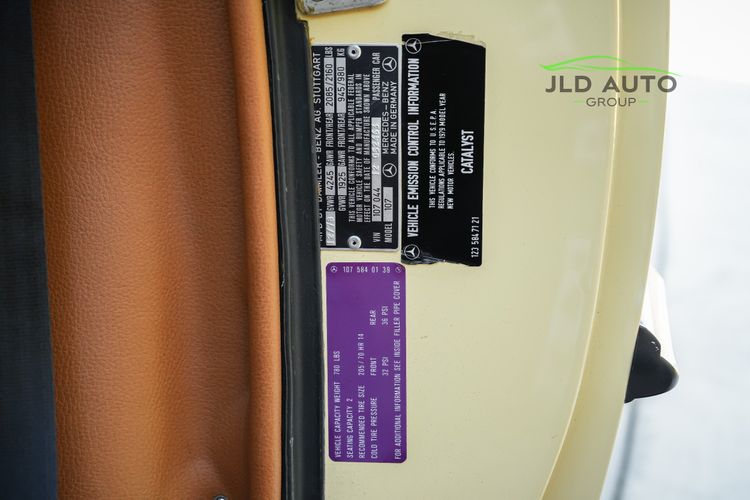 JLD AUTO
GROUP
MFD BY DAIMLER - BENZ AG, STUTTGART
12/78
GVWR 4245 GAWR FRONT/REAR 2085/2160 LBS
GVWR 1925 GAWR FRONT/REAR 945/980 KG
THIS VEHICLE CONFORMS TO ALL APPLICABLE FEDERAL
MOTOR VEHICLE SAFETY AND BUMPER STANDARDS IN
EFFECT ON THE DATE OF MANUFACTURE SHOWN ABOVE
VIN 107 044 12 PASSENGER CAR
MODEL 107 MERCEDES-BENZ
MADE IN GERMANY
VEHICLE EMISSION CONTROL INFORMATION
THIS VEHICLE CONFORMS TO U.S.E.P.A.
REGULATIONS APPLICABLE TO 1979 MODEL YEAR
NEW MOTOR VEHICLES.
CATALYST
123 584 71 21
107 584 01 39
VEHICLE CAPACITY WEIGHT 780 LBS
SEATING CAPACITY 2
RECOMMENDED TIRE SIZE 205/70 HR 14
COLD TIRE PRESSURE FRONT REAR
32 PSI 36 PSI
FOR ADDITIONAL INFORMATION SEE INSIDE FILLER PIPE COVER